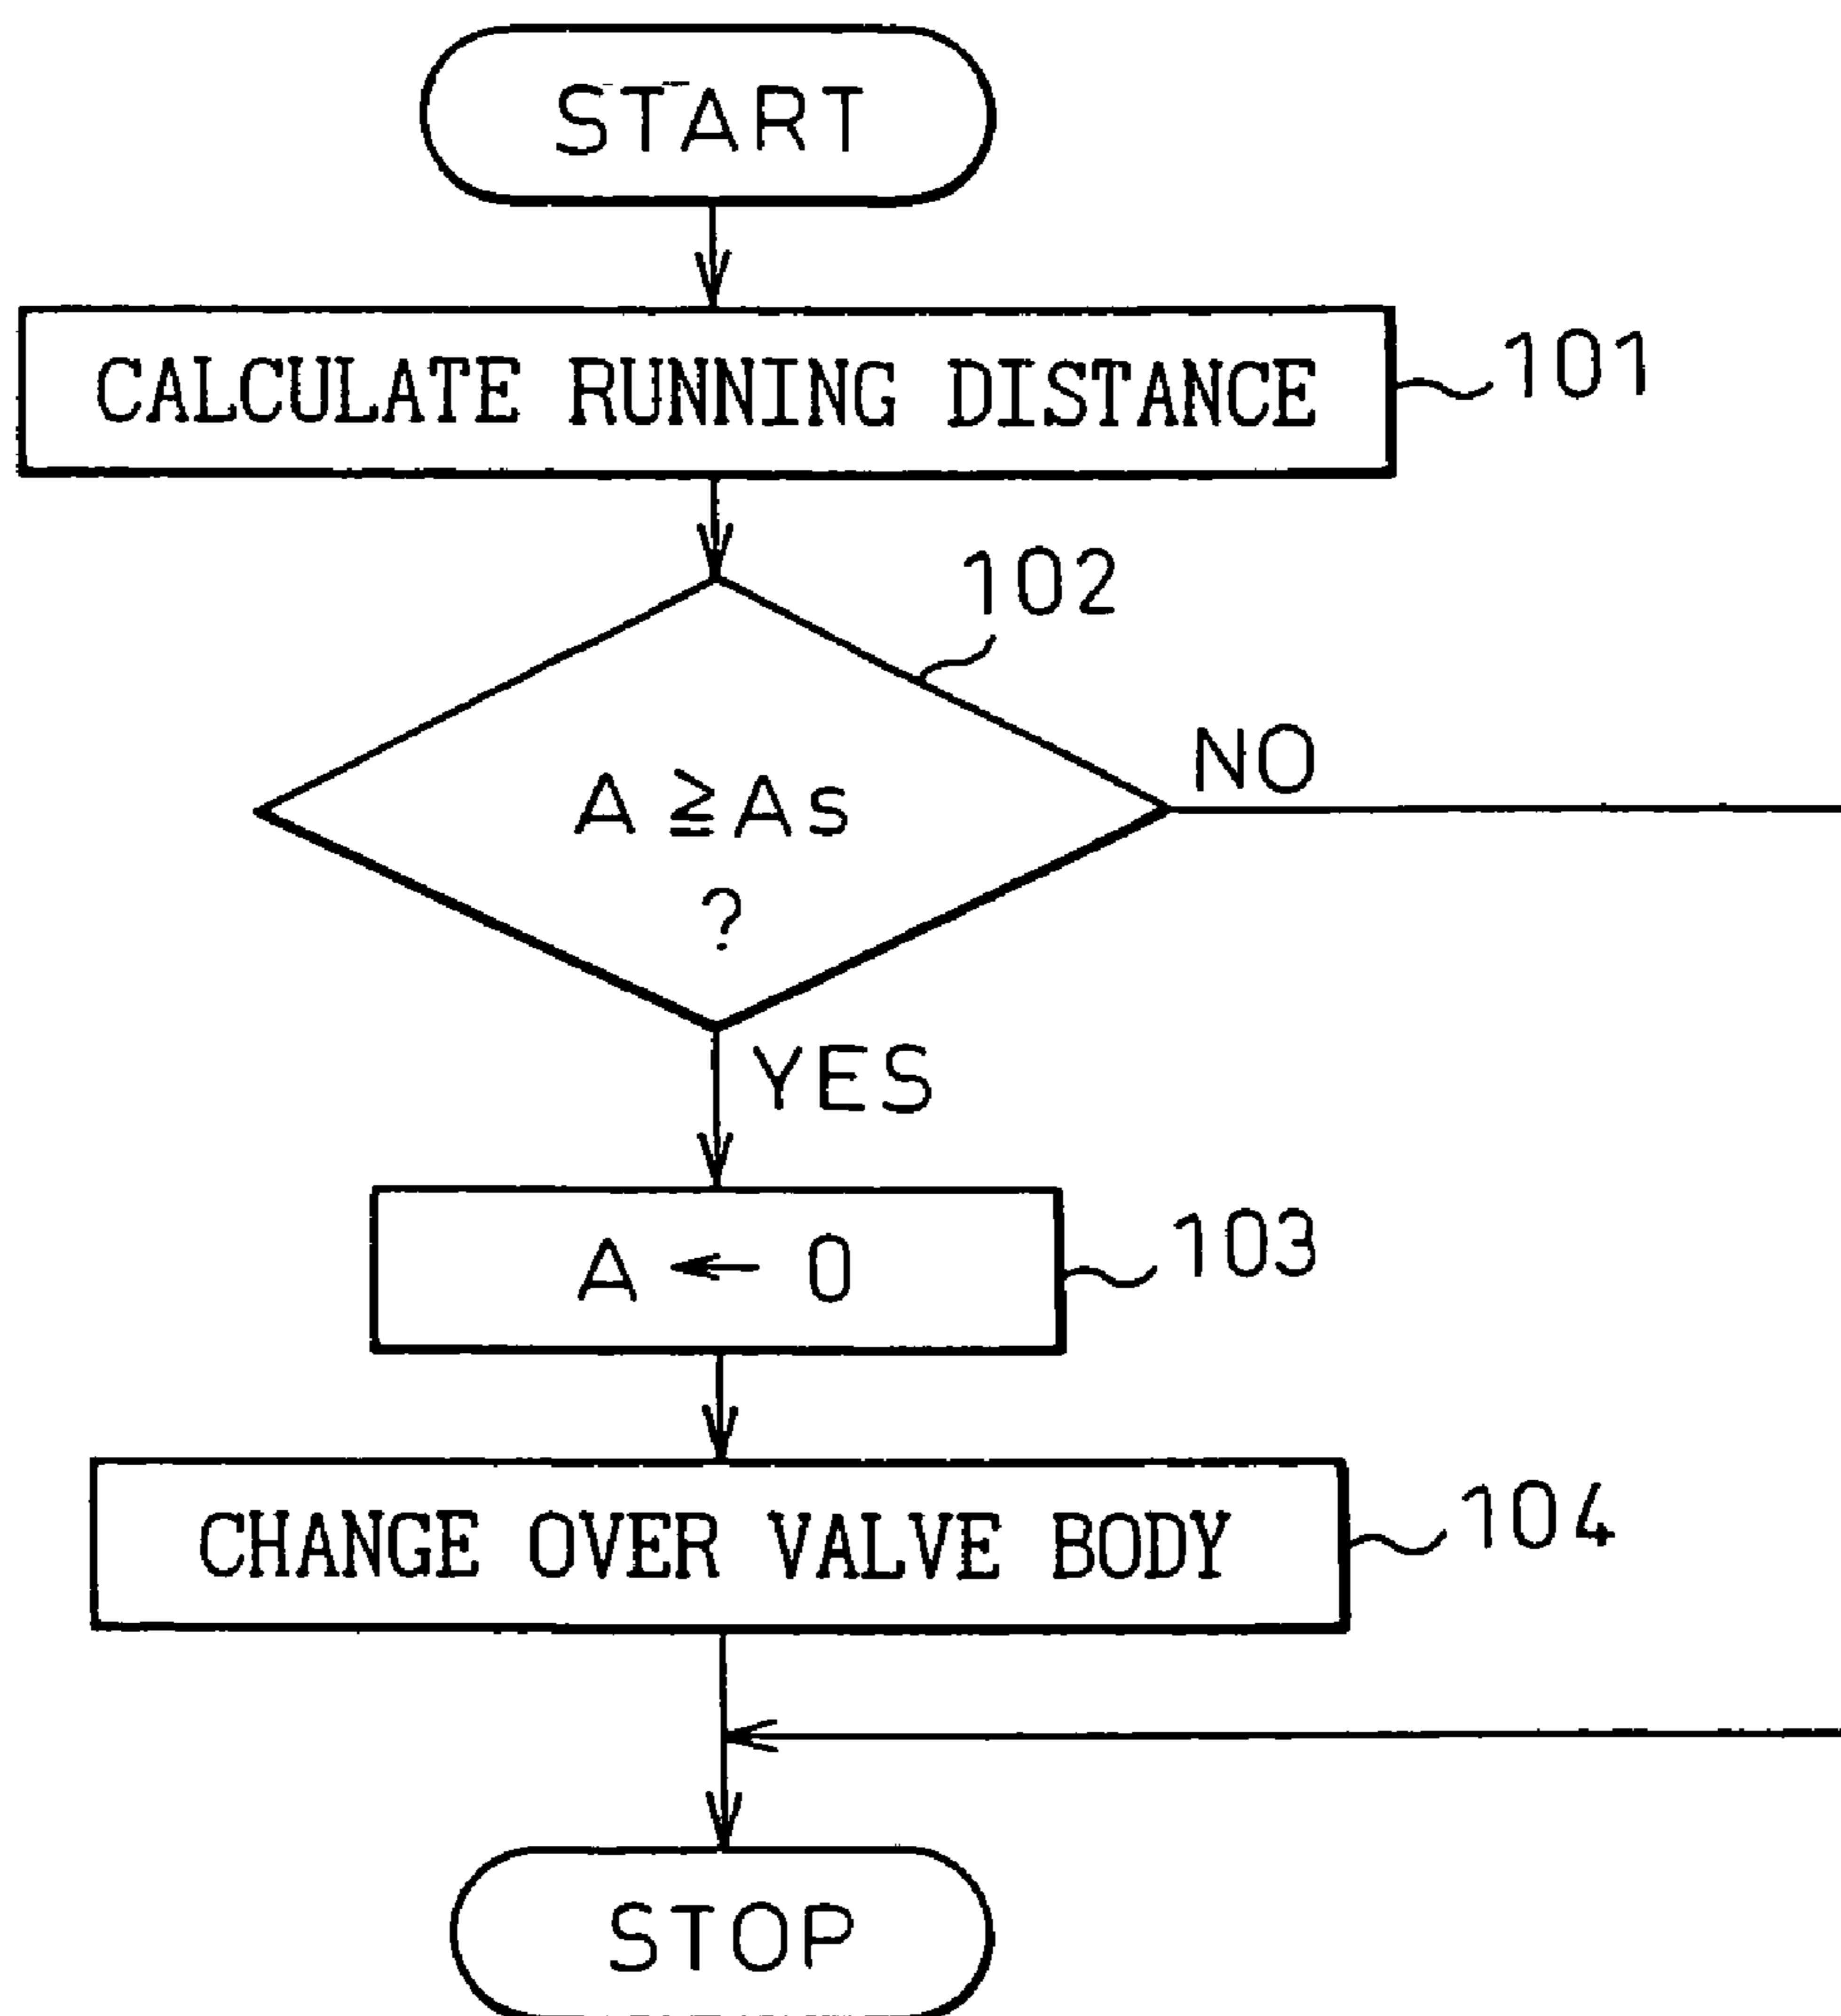 START
CALCULATE RUNNING DISTANCE
101
102
A ≧ As
?
NO
YES
A ← 0
103
CHANGE OVER VALVE BODY
104
STOP